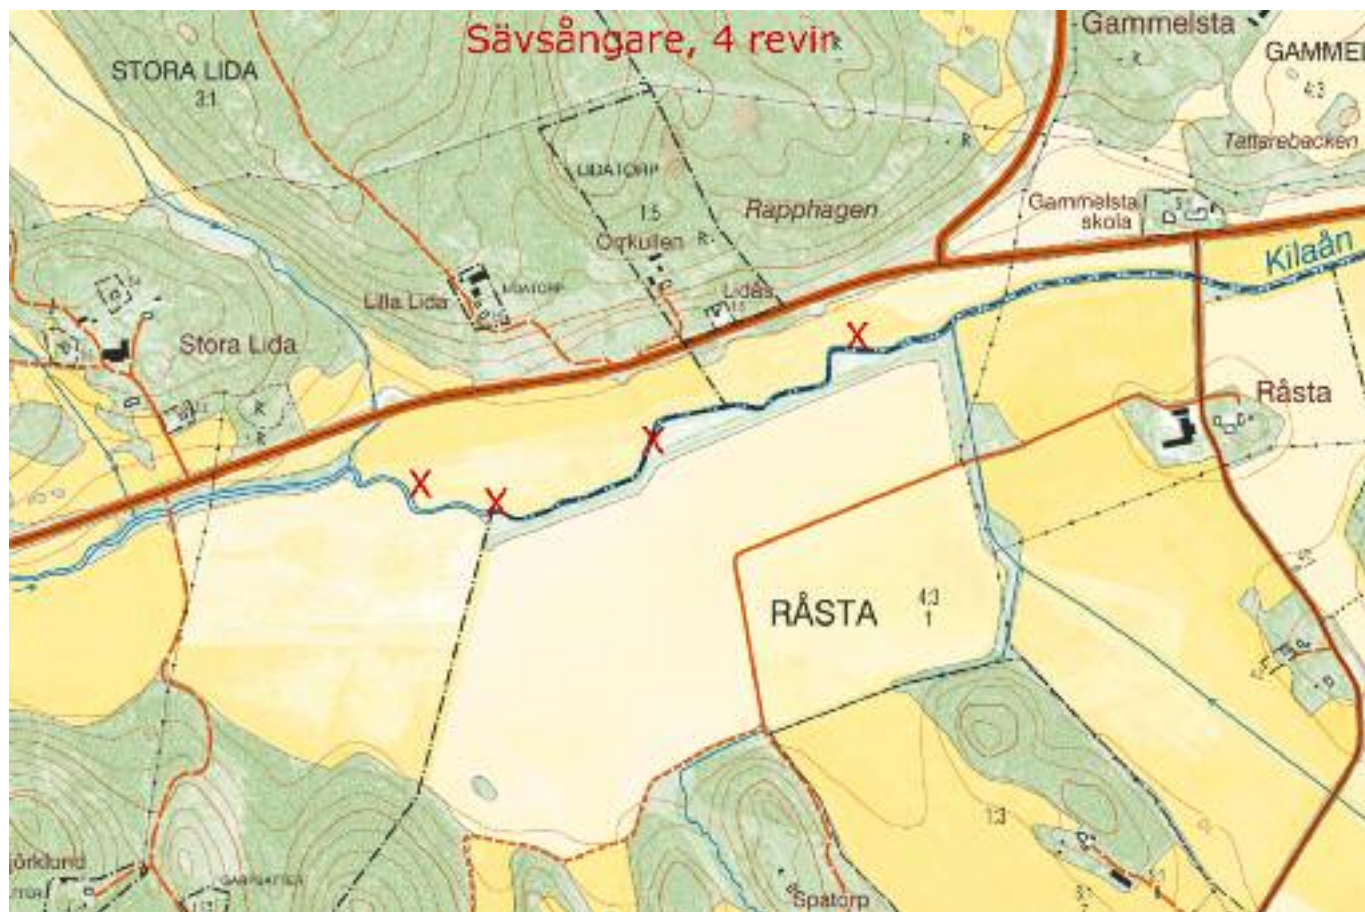 Sävsångare, 4 revir
R
Gammelsta
R
GAMMEL
4:3
STORA LIDA
3:1
Tattarebacken
R
LIDATORP
1:5
Rapphagen
Gammelsta
skola
Orrkullen
R
Kilaån
Lilla Lida
LIDATORP
Lidås
Stora Lida
X
Råsta
R
R
X
X
X
RÅSTA
4:3
1
1:3
Spatorp